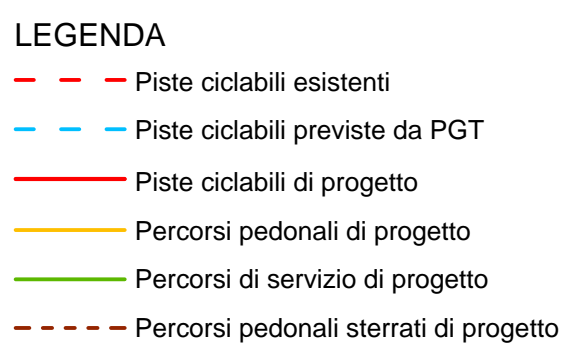 LEGENDA
Piste ciclabili esistenti
Piste ciclabili previste da PGT
Piste ciclabili di progetto
Percorsi pedonali di progetto
Percorsi di servizio di progetto
Percorsi pedonali sterrati di progetto